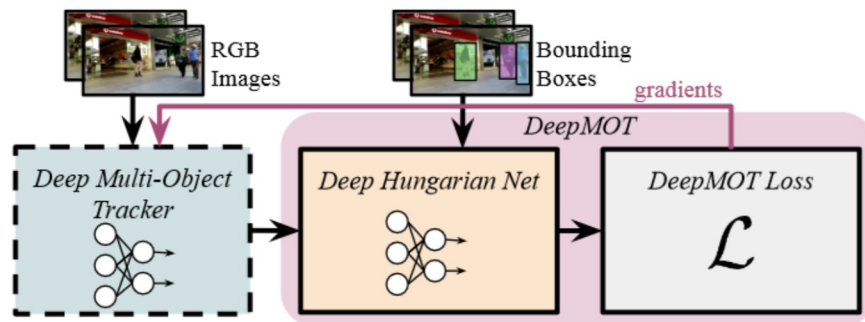 RGB
Images
Bounding
Boxes
gradients
DeepMOT
Deep Multi-Object
Tracker
Deep Hungarian Net
DeepMOT Loss
ℒ